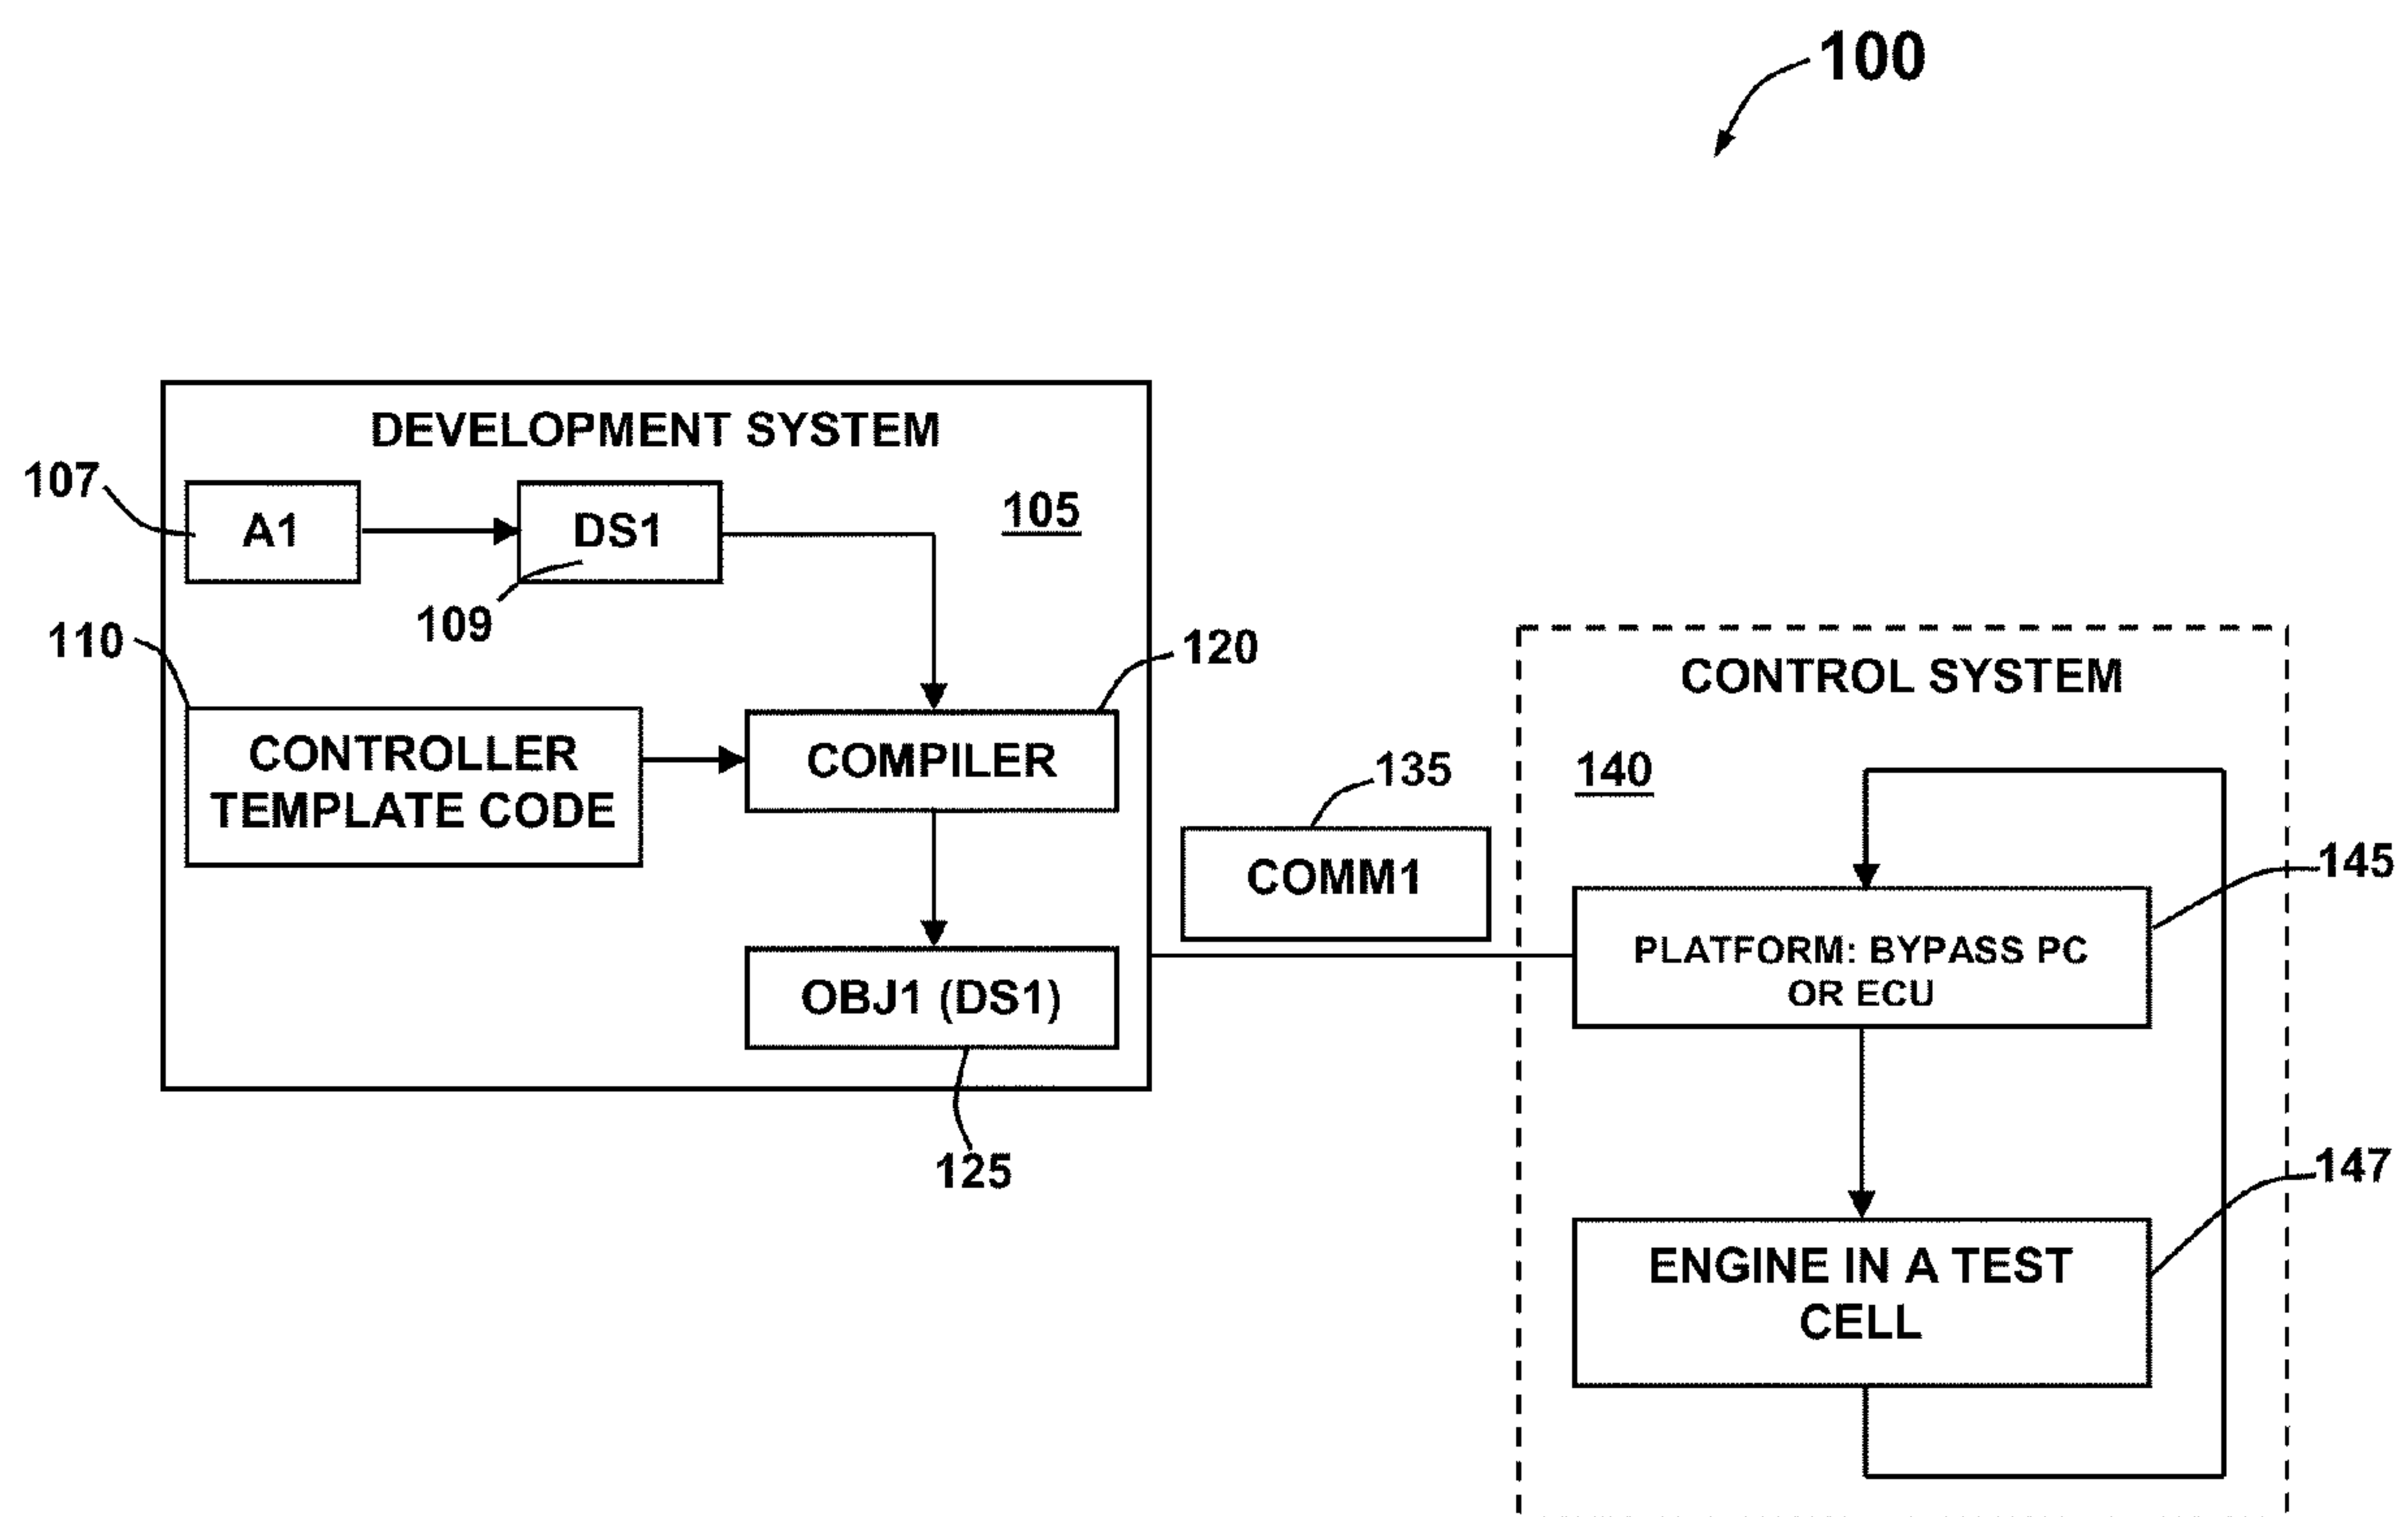 100
DEVELOPMENT SYSTEM
107
A1
DS1
105
109
110
120
CONTROLLER
TEMPLATE CODE
COMPILER
OBJ1 (DS1)
125
135
COMM1
CONTROL SYSTEM
140
145
PLATFORM: BYPASS PC
OR ECU
147
ENGINE IN A TEST
CELL